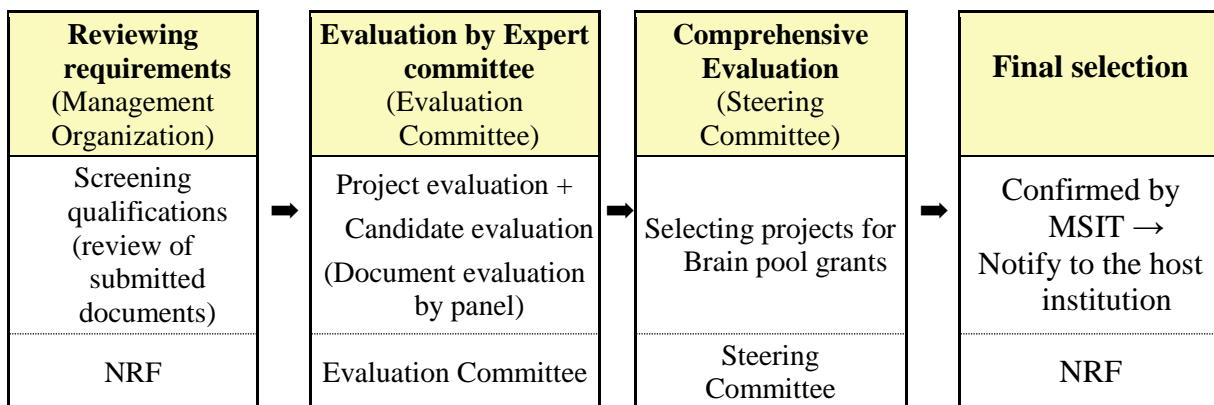 Reviewing
requirements
(Management
Organization)
Screening
qualifications
(review of
submitted
documents)
NRF
➡
Evaluation by Expert
committee
(Evaluation
Committee)
Project evaluation +
Candidate evaluation
(Document evaluation
by panel)
Evaluation Committee
➡
Comprehensive
Evaluation
(Steering
Committee)
Selecting projects for
Brain pool grants
Steering
Committee
➡
Final selection
Confirmed by
MSIT →
Notify to the host
institution
NRF